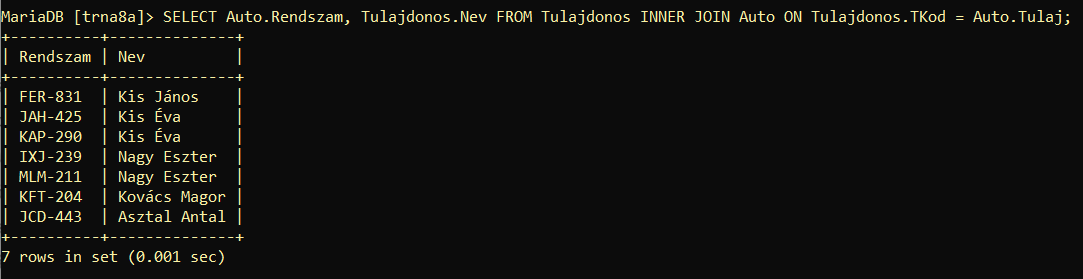 MariaDB [trna8a]> SELECT Auto.Rendszam, Tulajdonos.Nev FROM Tulajdonos INNER JOIN Auto ON Tulajdonos.TKod = Auto.Tulaj;
+----------+--------------+
| Rendszam | Nev          |
+----------+--------------+
| FER-831  | Kis János    |
| JAH-425  | Kis Éva      |
| KAP-290  | Kis Éva      |
| IXJ-239  | Nagy Eszter  |
| MLM-211  | Nagy Eszter  |
| KFT-204  | Kovács Magor |
| JCD-443  | Asztal Antal |
+----------+--------------+
7 rows in set (0.001 sec)